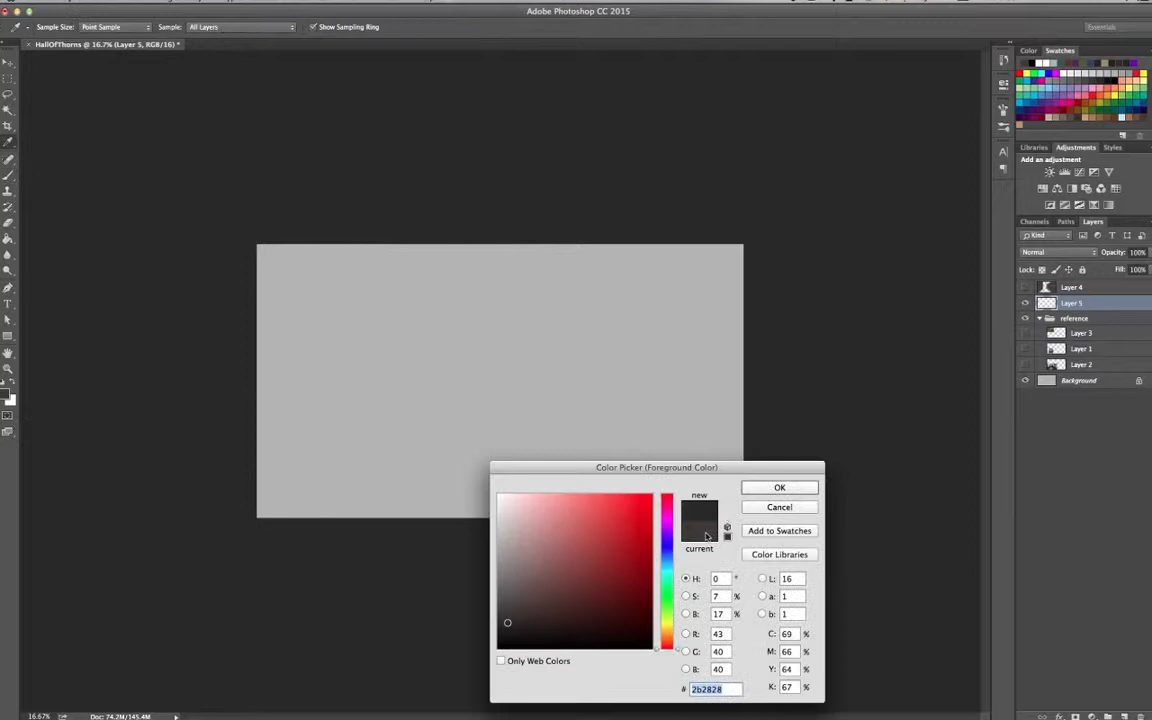 Adobe Photoshop CC 2015
Sample Size: Point Sample Sample: All Layers Show Sampling Ring Essentials
× HallOfThorns @ 16.7% (Layer 5, RGB/16) *
Color Swatches
Libraries Adjustments Styles
Add an adjustment
Channels Paths Layers
Kind
Normal Opacity: 100%
Lock: Fill: 100%
Layer 4
Layer 5
reference
Layer 3
Layer 1
Layer 2
Background
Color Picker (Foreground Color)
new
OK
Cancel
Add to Swatches
current
Color Libraries
H: 0 ° L: 16
S: 7 % a: 1
B: 17 % b: 1
R: 43 C: 69 %
G: 40 M: 66 %
B: 40 Y: 64 %
Only Web Colors
# 2b2828 K: 67 %
16.67% Doc: 74.2M/145.4M